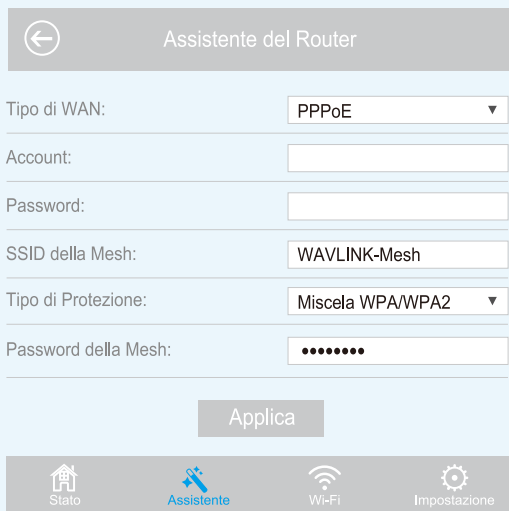 Assistente del Router
Tipo di WAN: PPPoE
Account:
Password:
SSID della Mesh: WAVLINK-Mesh
Tipo di Protezione: Miscela WPA/WPA2
Password della Mesh: ••••••••
Applica
Stato Assistente Wi-Fi Impostazione